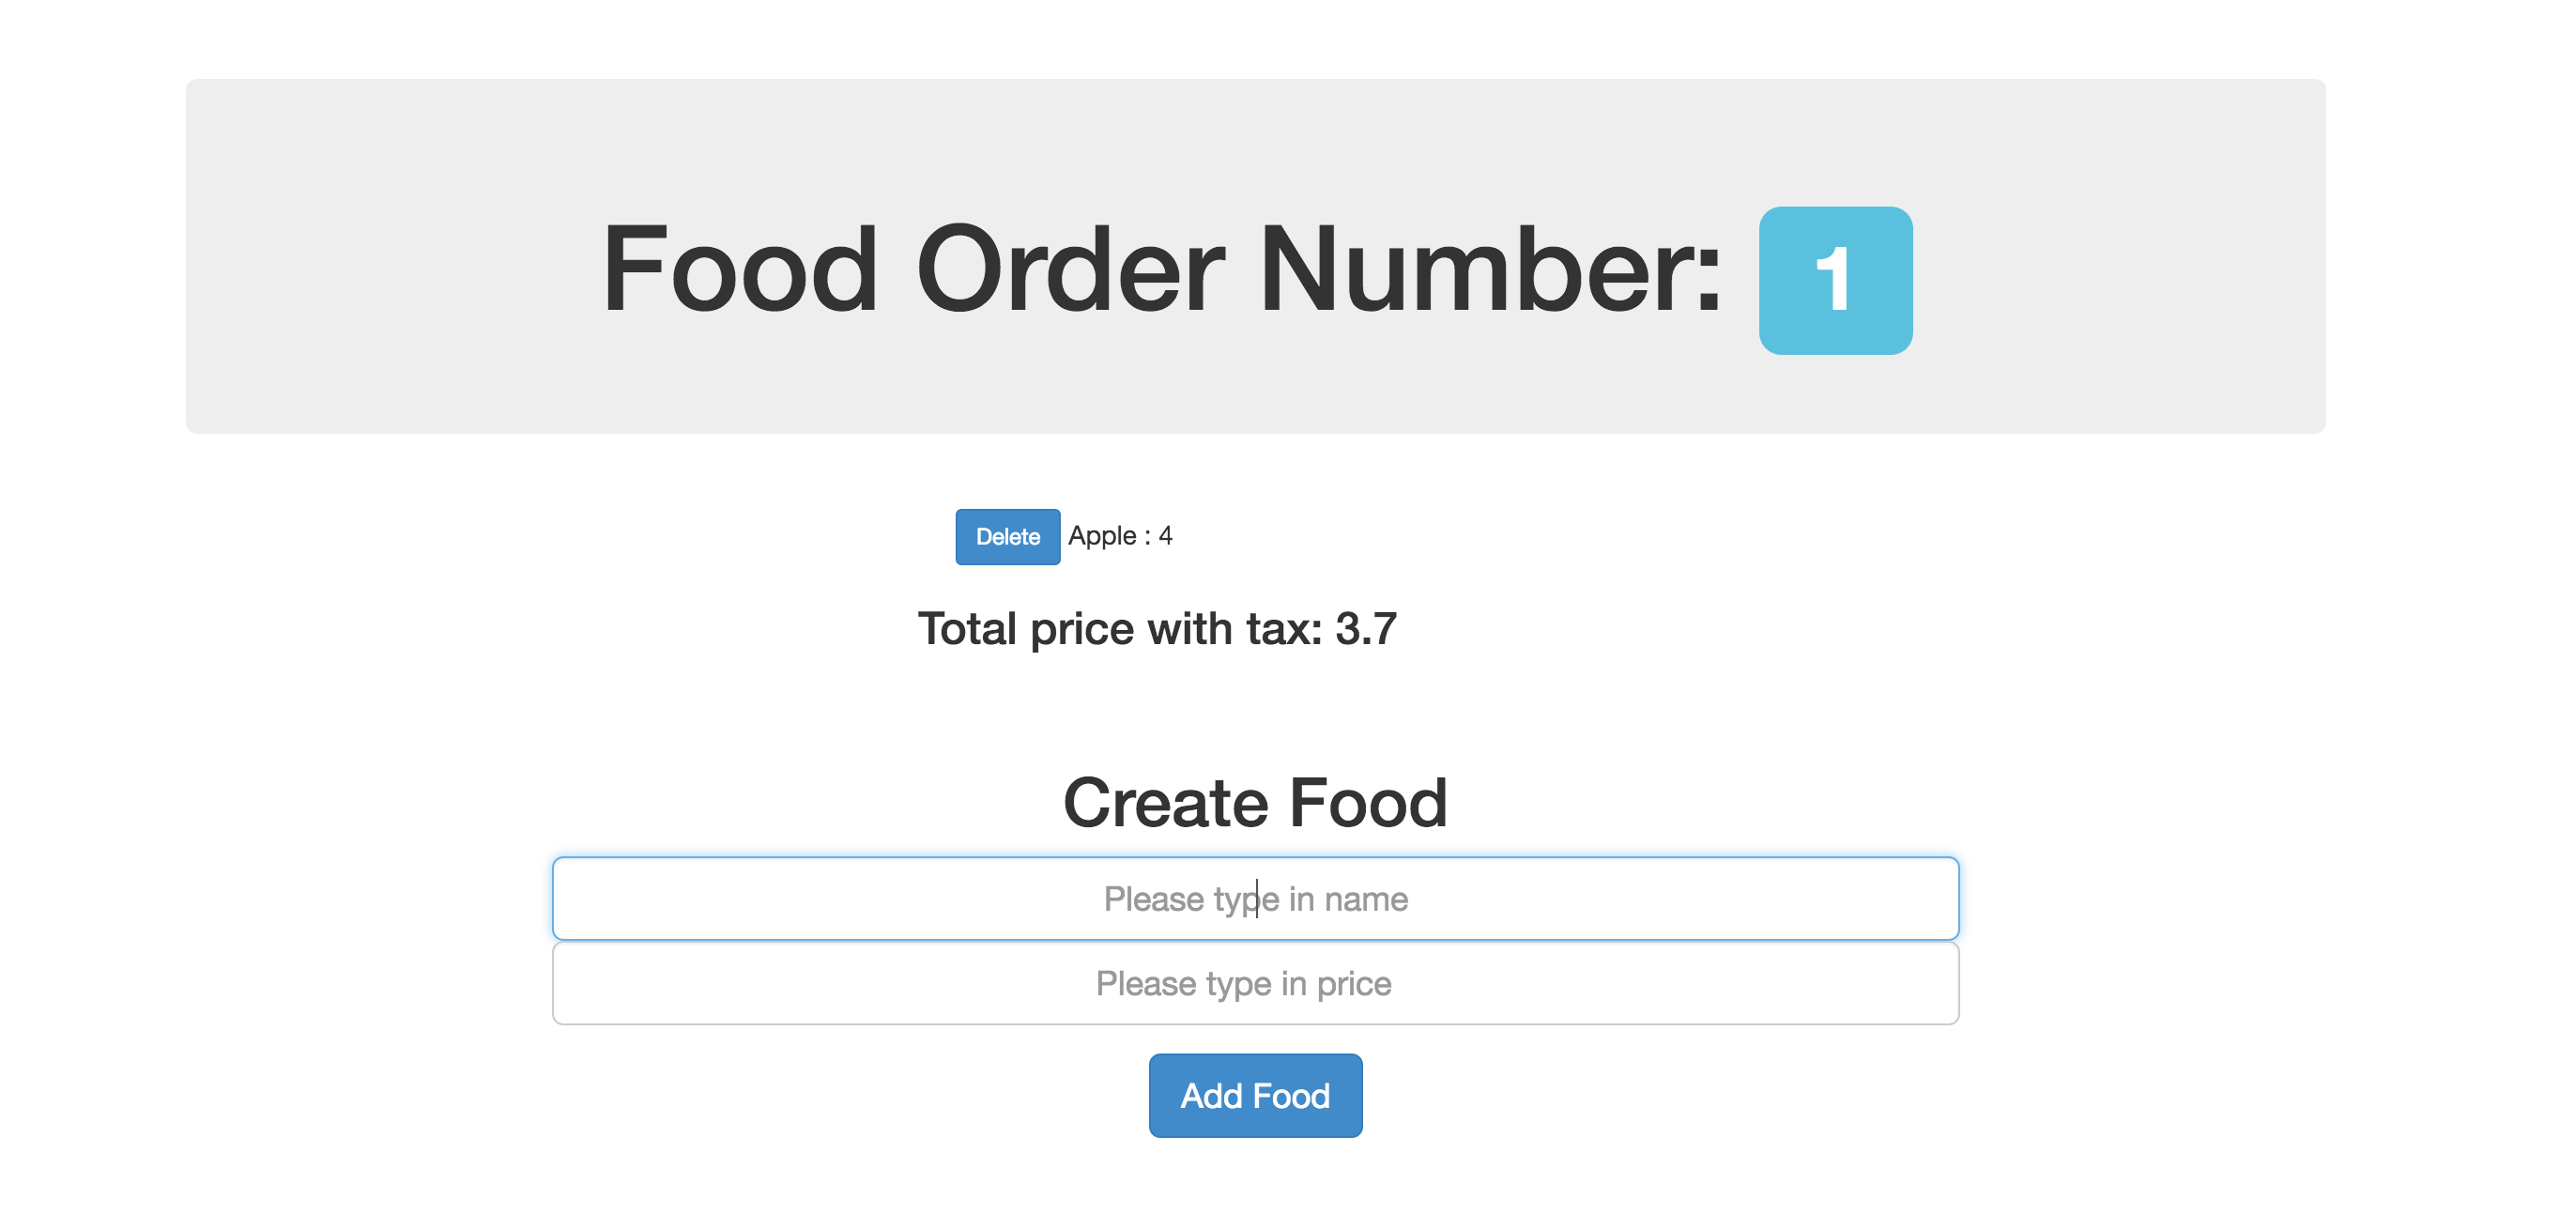 Food Order Number: 1
Delete Apple : 4
Total price with tax: 3.7
Create Food
Please type in name
Please type in price
Add Food